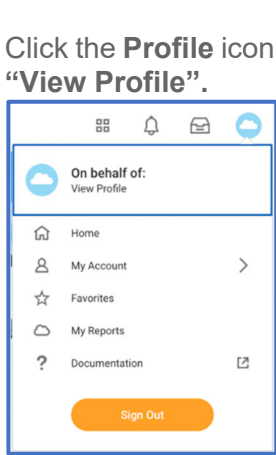 Click the Profile icon
“View Profile”.
On behalf of:
View Profile
Home
My Account
Favorites
My Reports
Documentation
Sign Out